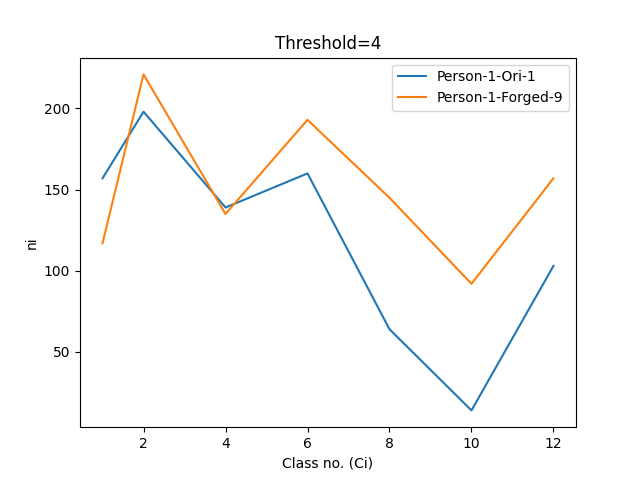 Threshold=4
Person-1-Ori-1
Person-1-Forged-9
200
150
100
50
ni
2 4 6 8 10 12
Class no. (Ci)